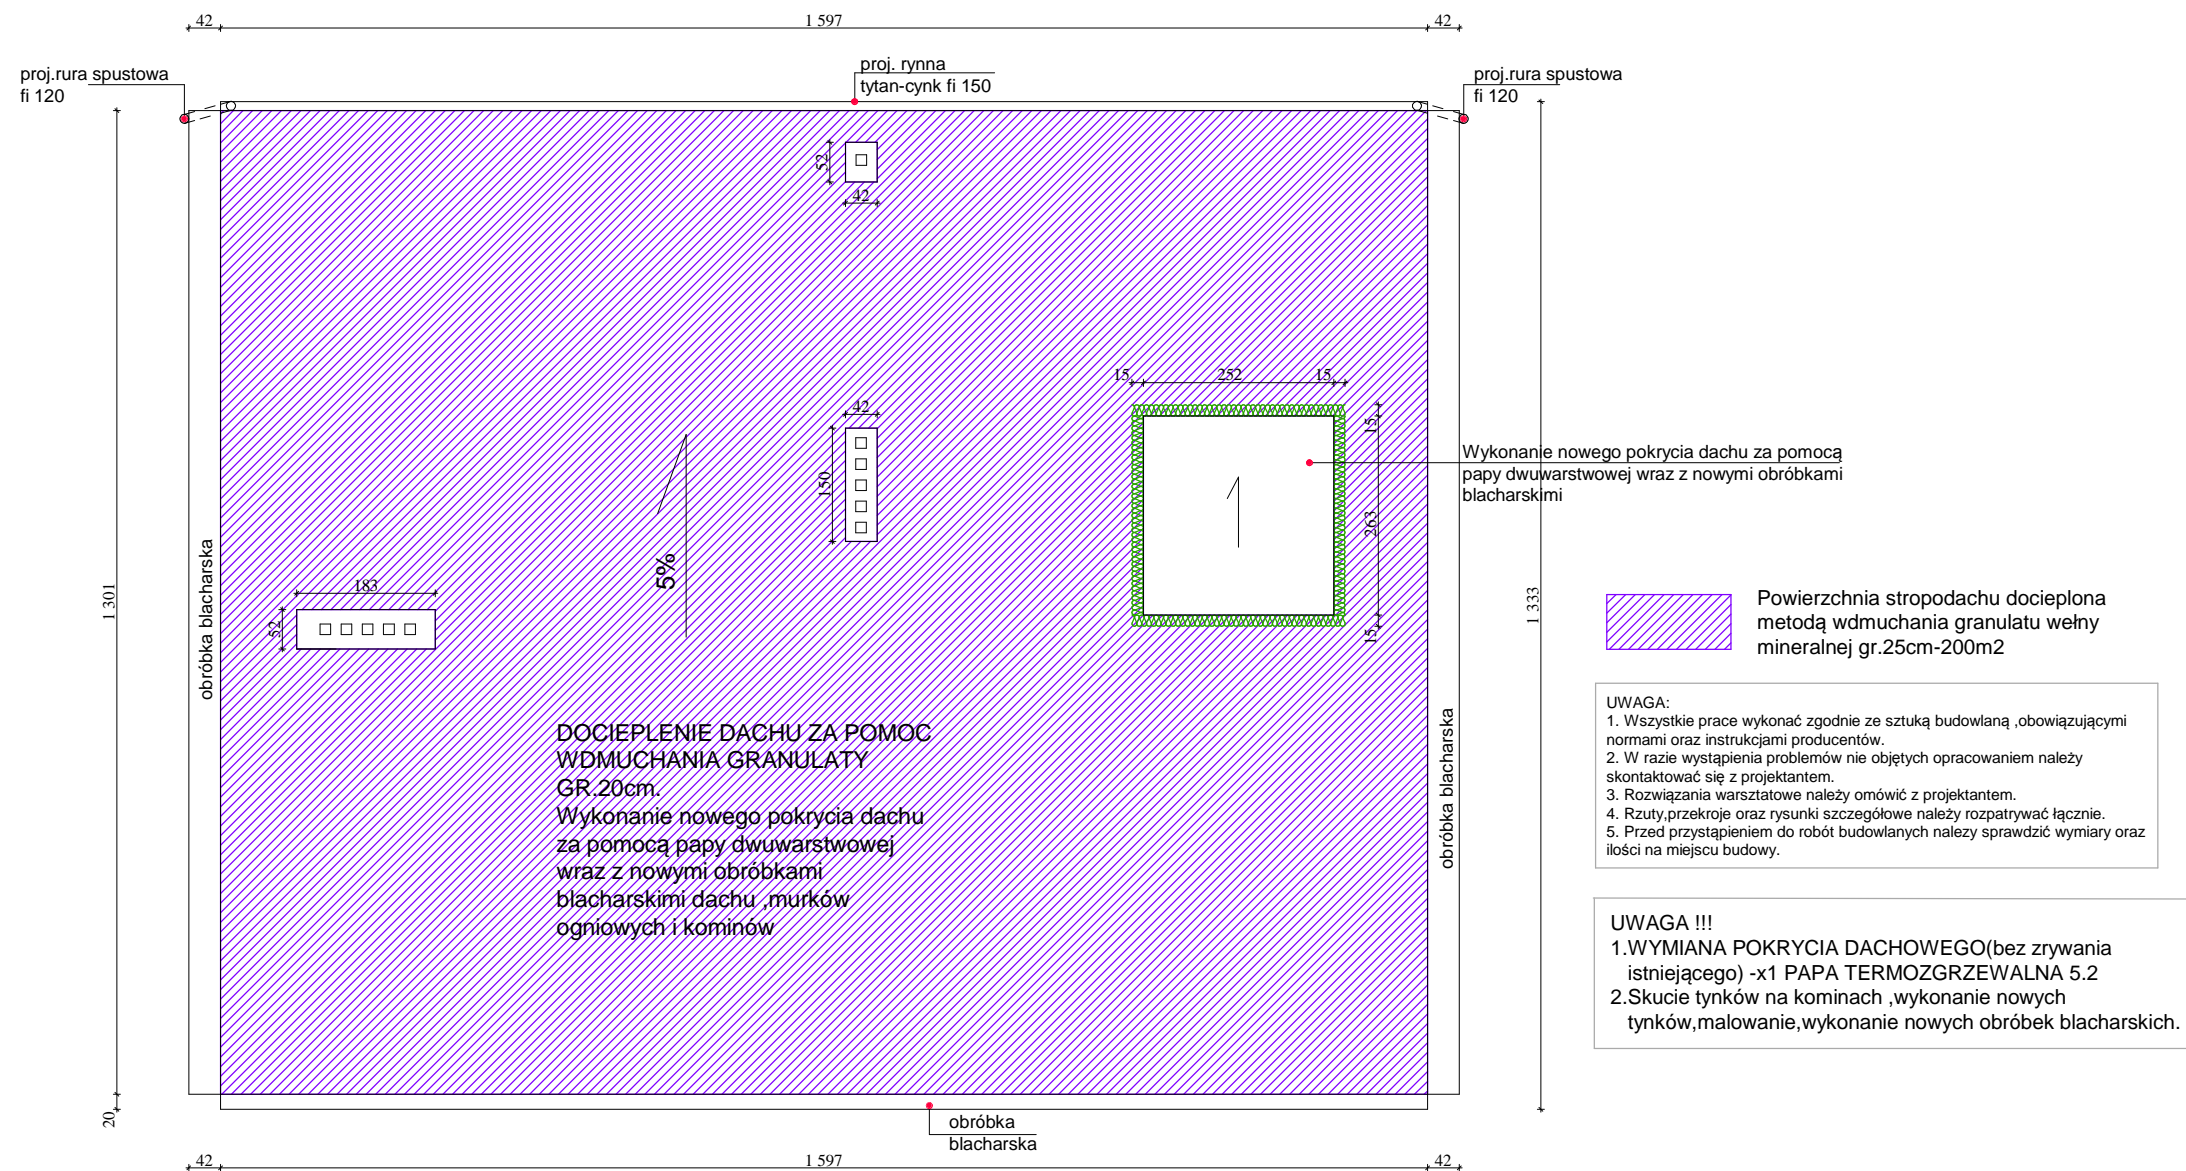 42
1 597
42
proj.rura spustowa
fi 120
proj. rynna
tytan-cynk fi 150
proj.rura spustowa
fi 120
52
42
15
252
15
42
15
150
263
15
Wykonanie nowego pokrycia dachu za pomocą
papy dwuwarstwowej wraz z nowymi obróbkami
blacharskimi
5%
183
52
1 301
1 333
20
obróbka blacharska
obróbka blacharska
DOCIEPLENIE DACHU ZA POMOC
WDMUCHANIA GRANULATY
GR.20cm.
Wykonanie nowego pokrycia dachu
za pomocą papy dwuwarstwowej
wraz z nowymi obróbkami
blacharskimi dachu ,murków
ogniowych i kominów
Powierzchnia stropodachu docieplona
metodą wdmuchania granulatu wełny
mineralnej gr.25cm-200m2
UWAGA:
1. Wszystkie prace wykonać zgodnie ze sztuką budowlaną ,obowiązującymi
normami oraz instrukcjami producentów.
2. W razie wystąpienia problemów nie objętych opracowaniem należy
skontaktować się z projektantem.
3. Rozwiązania warsztatowe należy omówić z projektantem.
4. Rzuty,przekroje oraz rysunki szczegółowe należy rozpatrywać łącznie.
5. Przed przystąpieniem do robót budowlanych nalezy sprawdzić wymiary oraz
ilości na miejscu budowy.
UWAGA !!!
1.WYMIANA POKRYCIA DACHOWEGO(bez zrywania
istniejącego) -x1 PAPA TERMOZGRZEWALNA 5.2
2.Skucie tynków na kominach ,wykonanie nowych
tynków,malowanie,wykonanie nowych obróbek blacharskich.
obróbka
blacharska
42
1 597
42